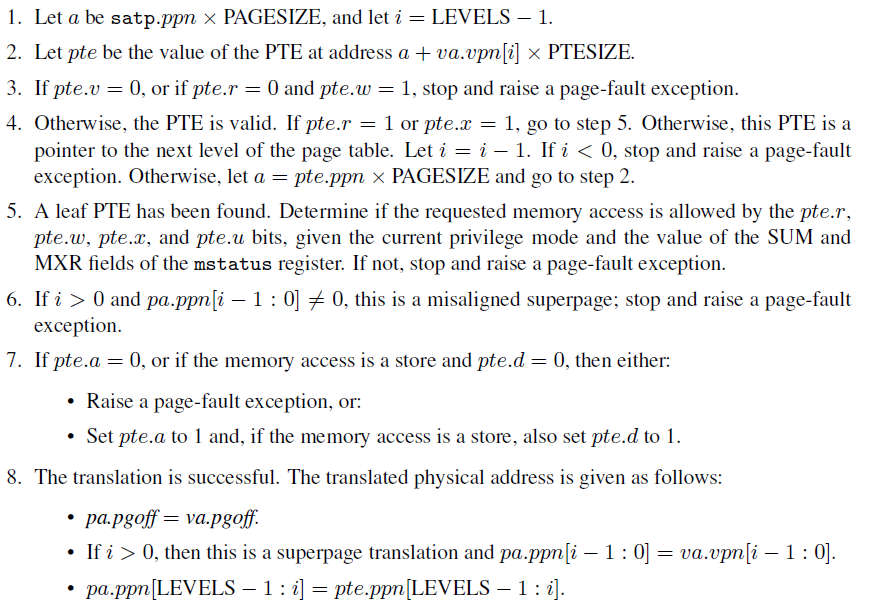 1. Let a be satp.ppn × PAGESIZE, and let i = LEVELS − 1.
2. Let pte be the value of the PTE at address a + va.vpn[i] × PTESIZE.
3. If pte.v = 0, or if pte.r = 0 and pte.w = 1, stop and raise a page-fault exception.
4. Otherwise, the PTE is valid. If pte.r = 1 or pte.x = 1, go to step 5. Otherwise, this PTE is a
pointer to the next level of the page table. Let i = i − 1. If i < 0, stop and raise a page-fault
exception. Otherwise, let a = pte.ppn × PAGESIZE and go to step 2.
5. A leaf PTE has been found. Determine if the requested memory access is allowed by the pte.r,
pte.w, pte.x, and pte.u bits, given the current privilege mode and the value of the SUM and
MXR fields of the mstatus register. If not, stop and raise a page-fault exception.
6. If i > 0 and pa.ppn[i − 1 : 0] ≠ 0, this is a misaligned superpage; stop and raise a page-fault
exception.
7. If pte.a = 0, or if the memory access is a store and pte.d = 0, then either:
• Raise a page-fault exception, or:
• Set pte.a to 1 and, if the memory access is a store, also set pte.d to 1.
8. The translation is successful. The translated physical address is given as follows:
• pa.pgoff = va.pgoff.
• If i > 0, then this is a superpage translation and pa.ppn[i − 1 : 0] = va.vpn[i − 1 : 0].
• pa.ppn[LEVELS − 1 : i] = pte.ppn[LEVELS − 1 : i].